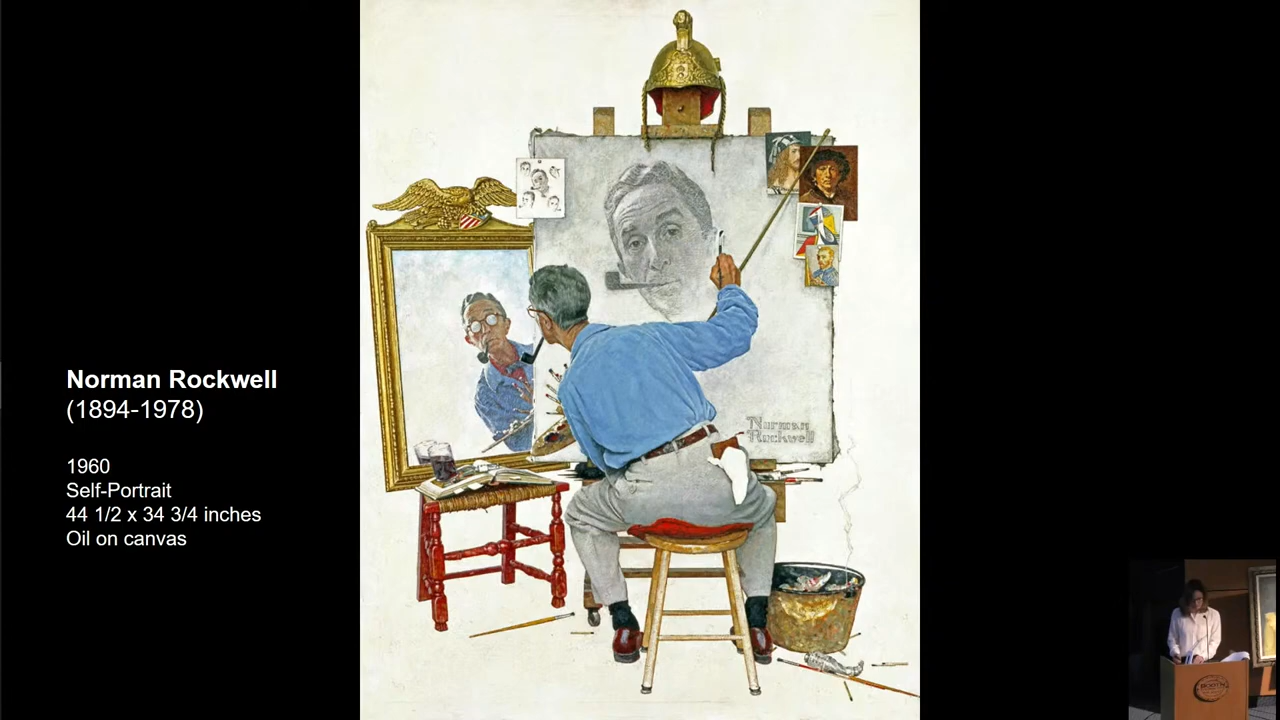 Norman Rockwell
(1894-1978)
1960
Self-Portrait
44 1/2 x 34 3/4 inches
Oil on canvas
Norman
Rockwell
BOOTH